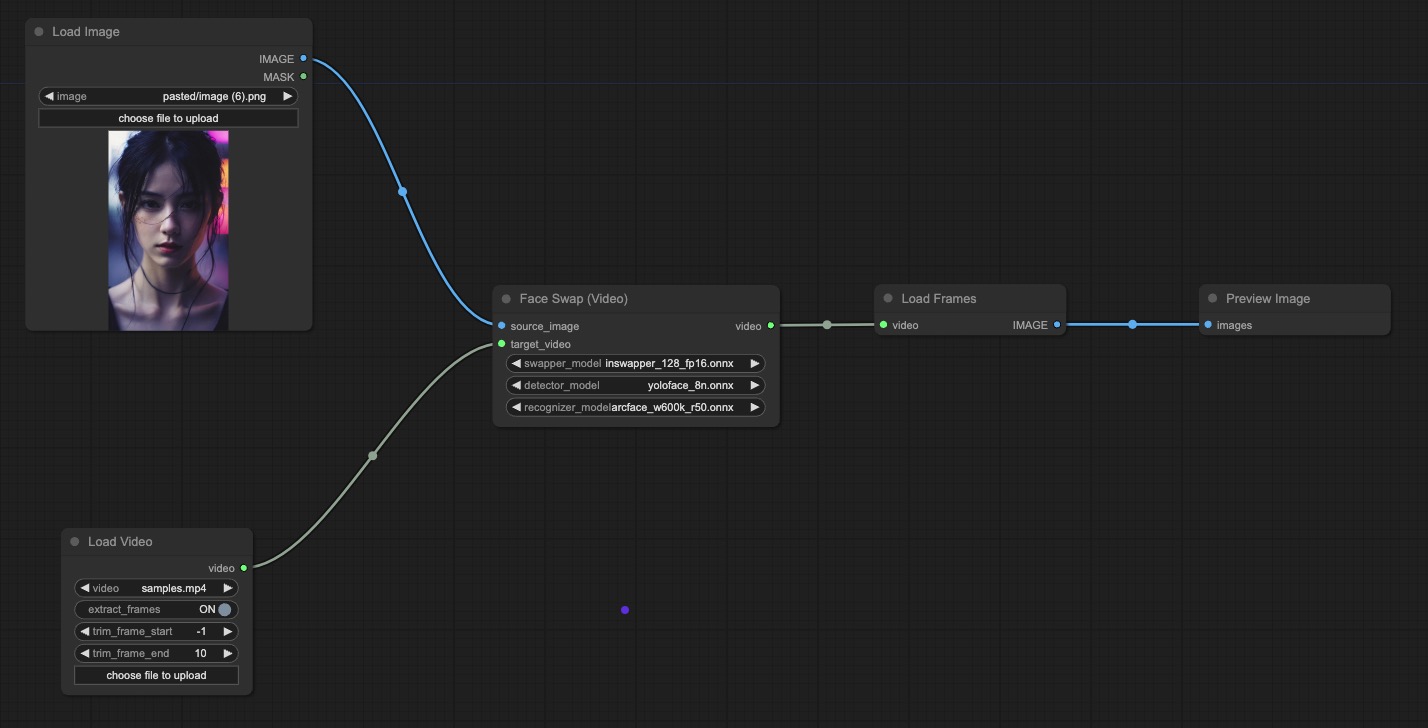 Load Image
IMAGE
MASK
image pasted/image (6).png
choose file to upload
Face Swap (Video)
source_image video
target_video
swapper_model inswapper_128_fp16.onnx
detector_model yoloface_8n.onnx
recognizer_model arcface_w600k_r50.onnx
Load Frames
video IMAGE
Preview Image
images
Load Video
video
video samples.mp4
extract_frames ON
trim_frame_start -1
trim_frame_end 10
choose file to upload